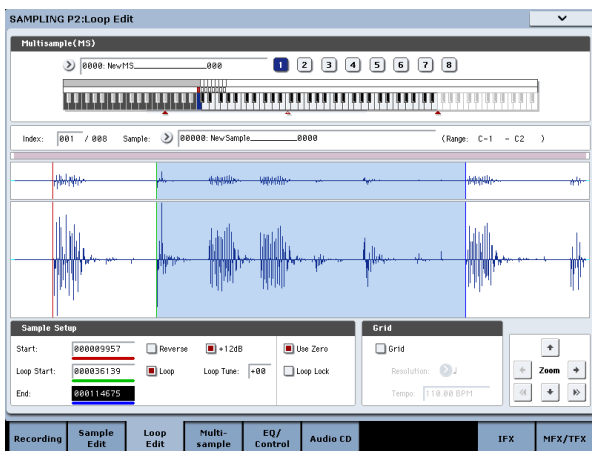 SAMPLING P2:Loop Edit
Multisample(MS)
0000: NewMS_______________000 1 2 3 4 5 6 7 8
Index: 001 / 008 Sample: 00000: NewSample__________0000 (Range: C-1 - C2 )
Sample Setup Grid
Start: 000009957 Reverse +12dB Use Zero Grid
Loop Start: 000036139 Loop Loop Tune: +00 Loop Lock Resolution: Zoom
End: 000114675 Tempo: 110.00 BPM
Recording Sample Edit Loop Edit Multi-sample EQ/Control Audio CD IFX MFX/TFX